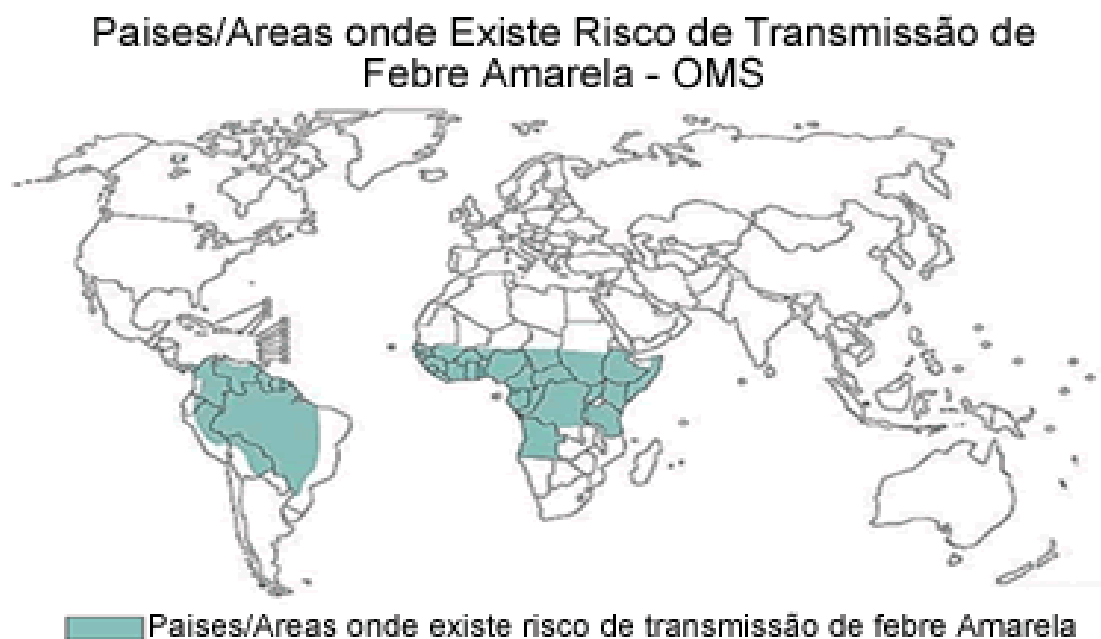 Paises/Areas onde Existe Risco de Transmissão de
Febre Amarela - OMS
Paises/Areas onde existe risco de transmissão de febre Amarela